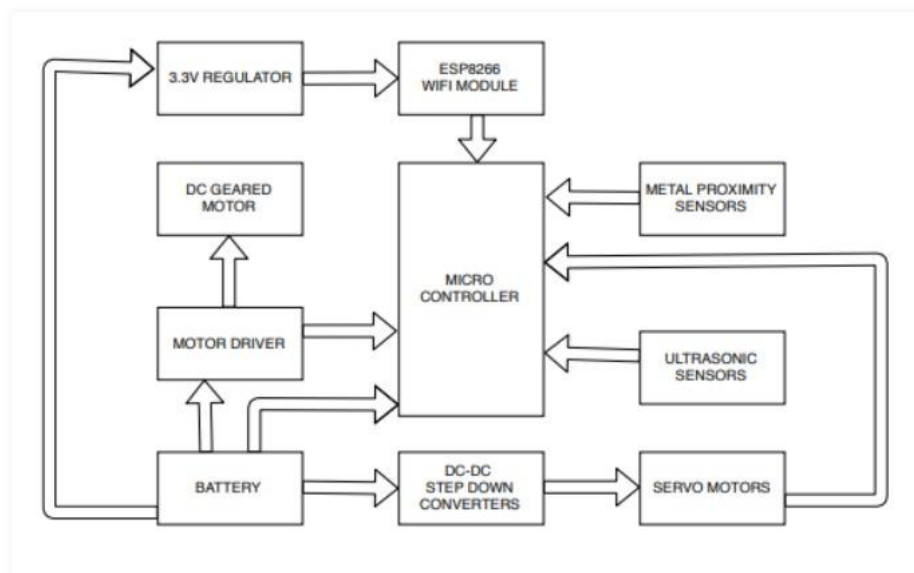 3.3V REGULATOR
ESP8266
WIFI MODULE
DC GEARED
MOTOR
METAL PROXIMITY
SENSORS
MICRO
CONTROLLER
MOTOR DRIVER
ULTRASONIC
SENSORS
BATTERY
DC-DC
STEP DOWN
CONVERTERS
SERVO MOTORS